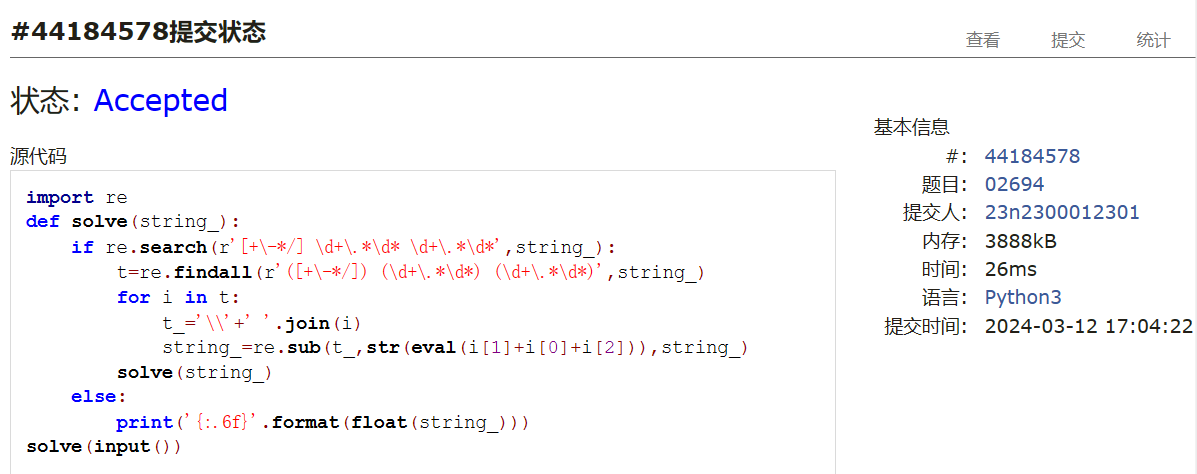 #44184578提交状态
查看 提交 统计
状态: Accepted
源代码
import re
def solve(string_):
    if re.search(r'[+\-*/] \d+\.*\d* \d+\.*\d*',string_):
        t=re.findall(r'([+\-*/]) (\d+\.*\d*) (\d+\.*\d*)',string_)
        for i in t:
            t_='\\'+' '.join(i)
            string_=re.sub(t_,str(eval(i[1]+i[0]+i[2])),string_)
        solve(string_)
    else:
        print('{:.6f}'.format(float(string_)))
solve(input())
基本信息
#: 44184578
题目: 02694
提交人: 23n2300012301
内存: 3888kB
时间: 26ms
语言: Python3
提交时间: 2024-03-12 17:04:22